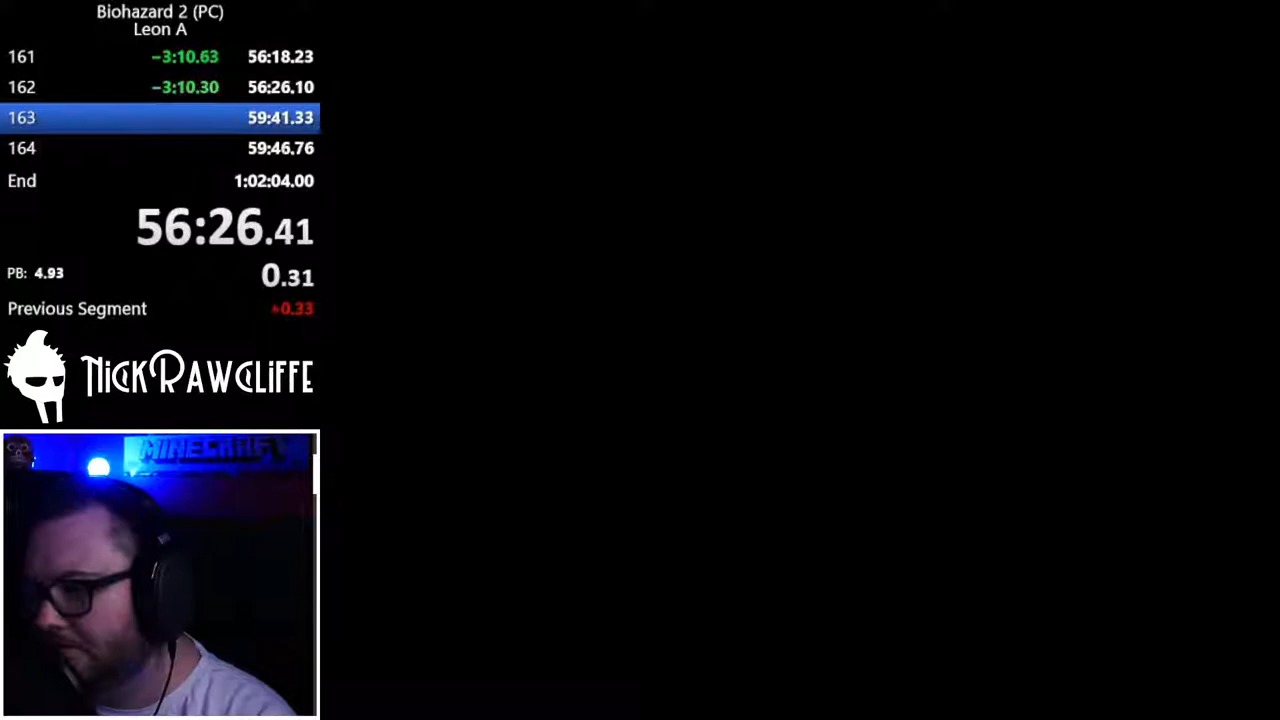 Biohazard 2 (PC)
Leon A
161 −3:10.63 56:18.23
162 −3:10.30 56:26.10
163 59:41.33
164 59:46.76
End 1:02:04.00
56:26.41
PB: 4.93 0.31
Previous Segment +0.33
NickRawcliffe
MINECRAFT